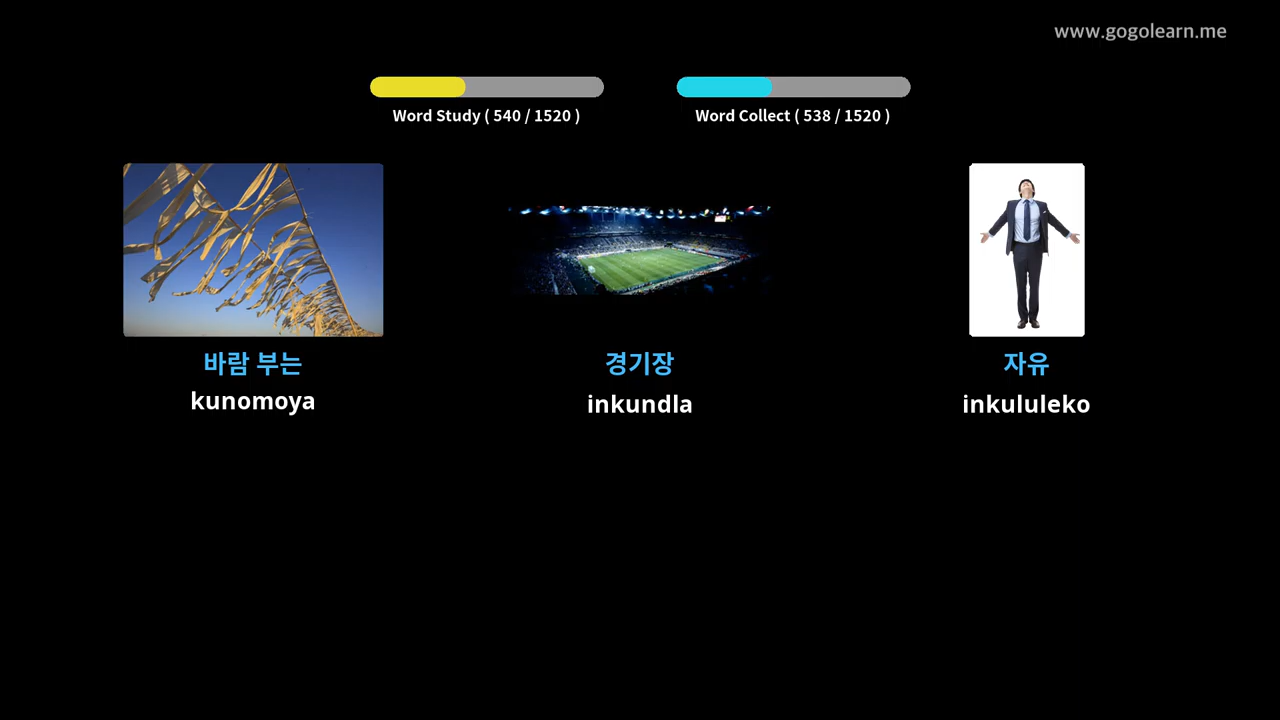 www.gogolearn.me
Word Study ( 540 / 1520 )
Word Collect ( 538 / 1520 )
바람 부는
kunomoya
경기장
inkundla
자유
inkululeko